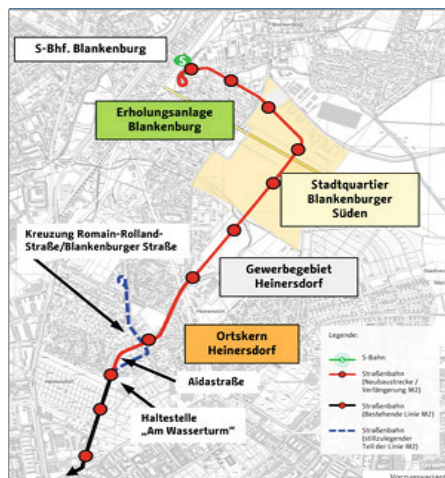 S-Bhf. Blankenburg
S
Erholungsanlage
Blankenburg
Stadtquartier
Blankenburger
Süden
Kreuzung Romain-Rolland-
Straße/Blankenburger Straße
Gewerbegebiet
Heinersdorf
Ortskern
Heinersdorf
Aidastraße
Haltestelle
„Am Wasserturm“
Legende:
S-Bahn
Straßenbahn
(Neubaustrecke /
Verlängerung M2)
Straßenbahn
(Bestehende Linie M2)
Straßenbahn
(stillzulegender
Teil der Linie M2)
Vorzugsvariante